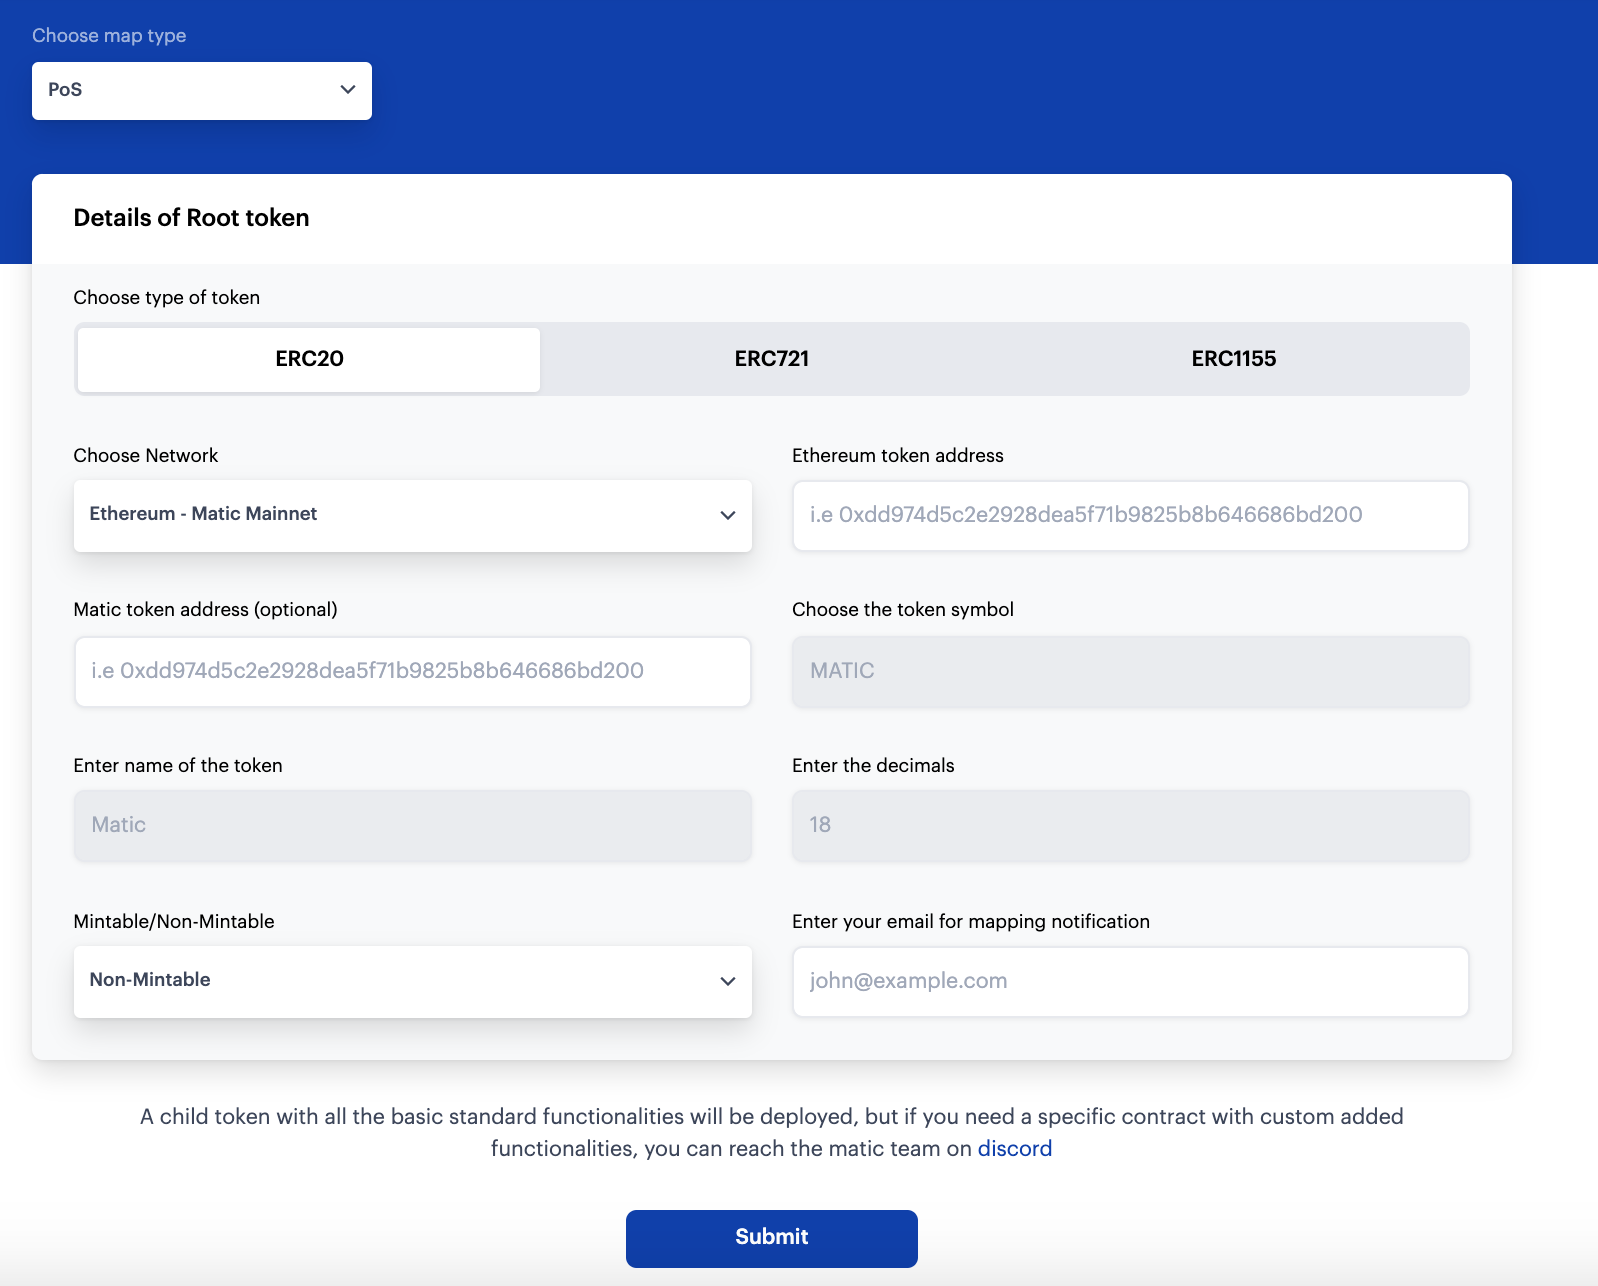 Choose map type
PoS
Details of Root token
Choose type of token
ERC20
ERC721
ERC1155
Choose Network
Ethereum token address
Ethereum - Matic Mainnet
i.e 0xdd974d5c2e2928dea5f71b9825b8b646686bd200
Matic token address (optional)
Choose the token symbol
i.e 0xdd974d5c2e2928dea5f71b9825b8b646686bd200
MATIC
Enter name of the token
Enter the decimals
Matic
18
Mintable/Non-Mintable
Enter your email for mapping notification
Non-Mintable
john@example.com
A child token with all the basic standard functionalities will be deployed, but if you need a specific contract with custom added
functionalities, you can reach the matic team on discord
Submit